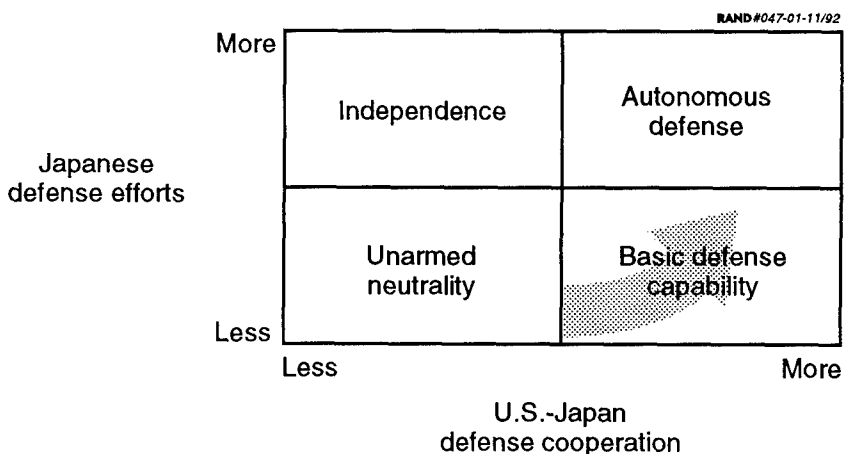 RAND#047-01-11/92
More
Independence
Autonomous
defense
Japanese
defense efforts
Unarmed
neutrality
Basic defense
capability
Less
Less
More
U.S.-Japan
defense cooperation